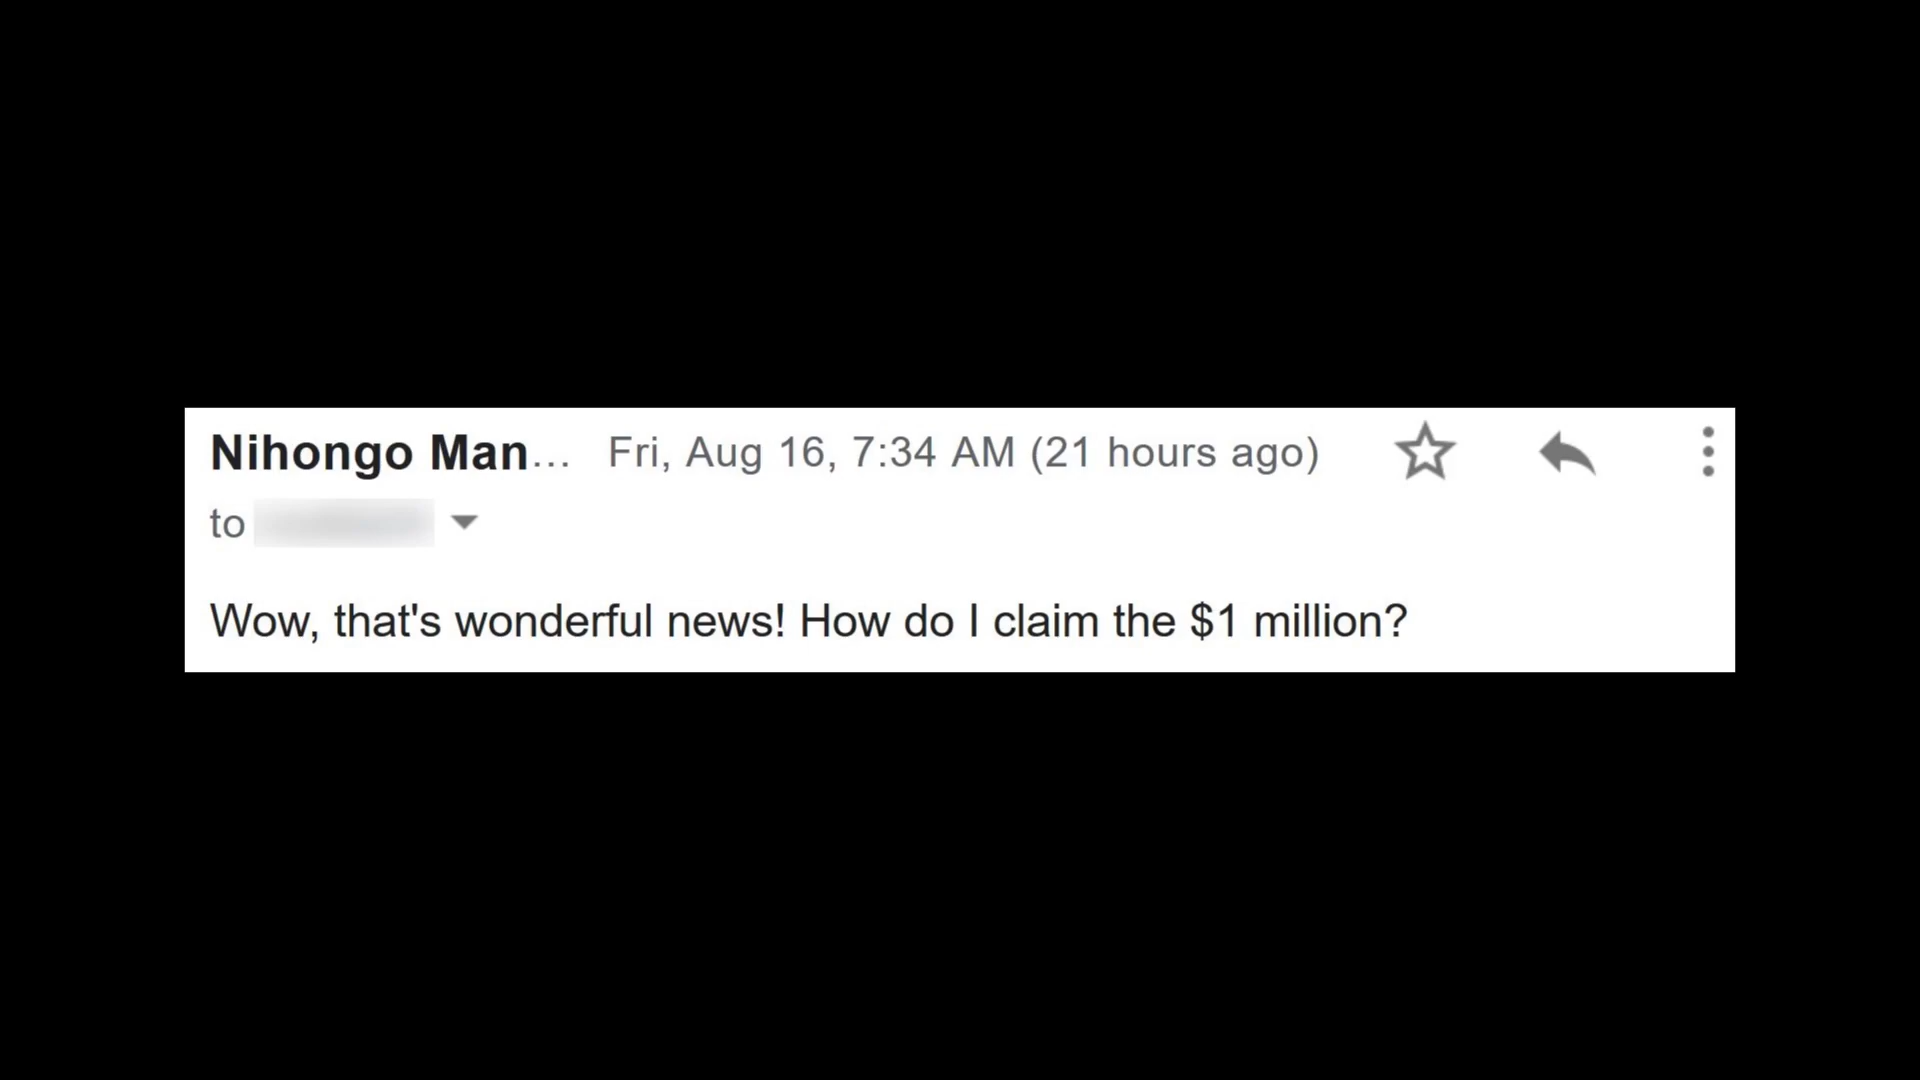 Nihongo Man... Fri, Aug 16, 7:34 AM (21 hours ago)
to
Wow, that's wonderful news! How do I claim the $1 million?